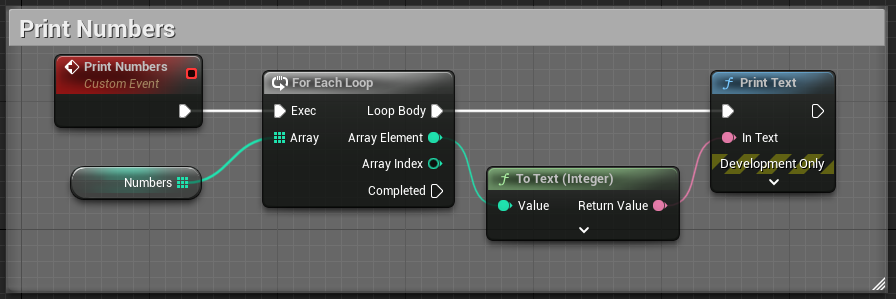 Print Numbers
Print Numbers
Custom Event
Numbers
For Each Loop
Exec
Loop Body
Array
Array Element
Array Index
Completed
To Text (Integer)
Value
Return Value
Print Text
In Text
Development Only